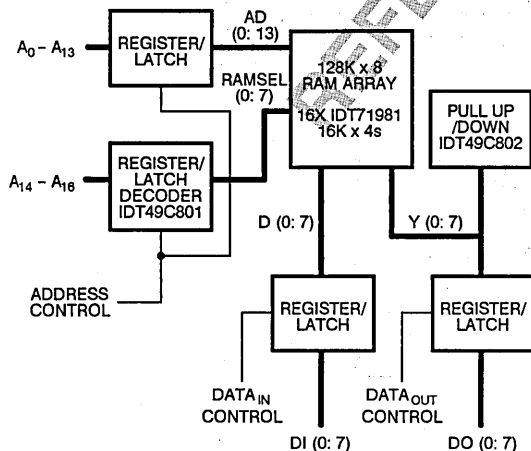 A0 – A13
REGISTER/
LATCH
AD
(0: 13)
RAMSEL
(0: 7)
128K x 8
RAM ARRAY
16X IDT71981
16K x 4s
PULL UP
/DOWN
IDT49C802
A14 – A16
REGISTER/
LATCH
DECODER
IDT49C801
D (0: 7)
Y (0: 7)
ADDRESS
CONTROL
REGISTER/
LATCH
REGISTER/
LATCH
DATAIN
CONTROL
DATAOUT
CONTROL
DI (0: 7)
DO (0: 7)